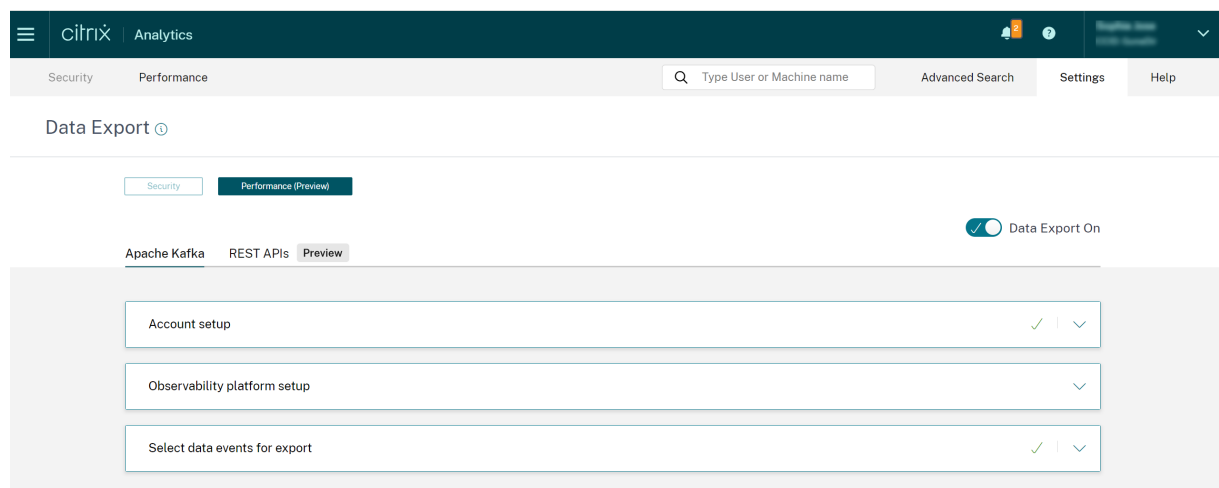 citrix | Analytics
2
?
Security
Performance
Type User or Machine name
Advanced Search
Settings
Help
Data Export
Security
Performance (Preview)
Data Export On
Apache Kafka
REST APIs
Preview
Account setup
Observability platform setup
Select data events for export